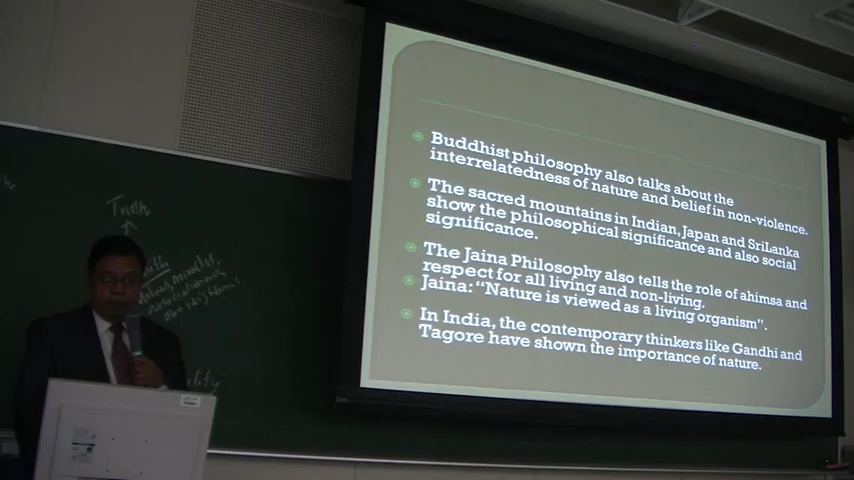 Buddhist philosophy also talks about the
interrelatedness of nature and belief in non-violence.
The sacred mountains in Indian, Japan and SriLanka
show the philosophical significance and also social
significance.
The Jaina Philosophy also tells the role of ahimsa and
respect for all living and non-living.
Jaina: “Nature is viewed as a living organism”.
In India, the contemporary thinkers like Gandhi and
Tagore have shown the importance of nature.
Truths